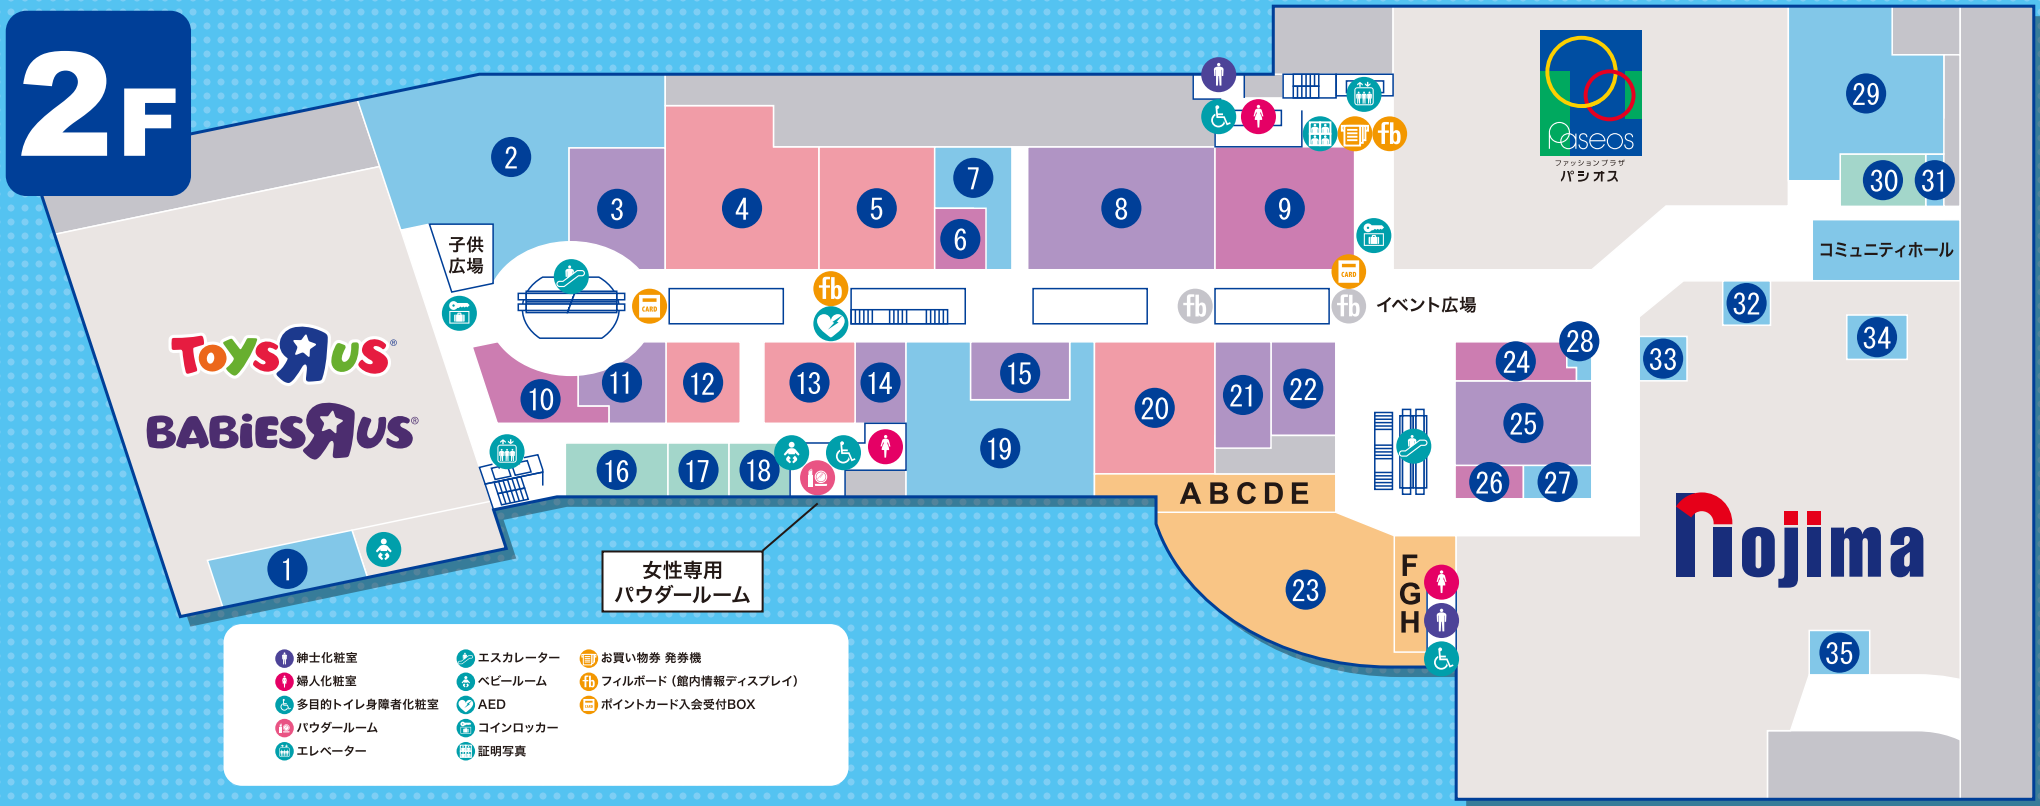 2F
Paseos
ファッションプラザ
パシオス
29
2
7
30
31
3
4
5
8
9
fb
6
子供
広場
コミュニティホール
fb
CARD
CARD
fb
fb
イベント広場
32
28
34
TOYSRUS®
24
33
15
10
11
12
13
14
22
21
20
BABIESRUS®
25
19
16
17
18
26
27
ABCDE
nojima
1
女性専用
パウダールーム
23
F
G
H
35
紳士化粧室
婦人化粧室
多目的トイレ身障者化粧室
パウダールーム
エレベーター
エスカレーター
ベビールーム
AED
コインロッカー
証明写真
お買い物券 発券機
fb フィルボード（館内情報ディスプレイ）
ポイントカード入会受付BOX